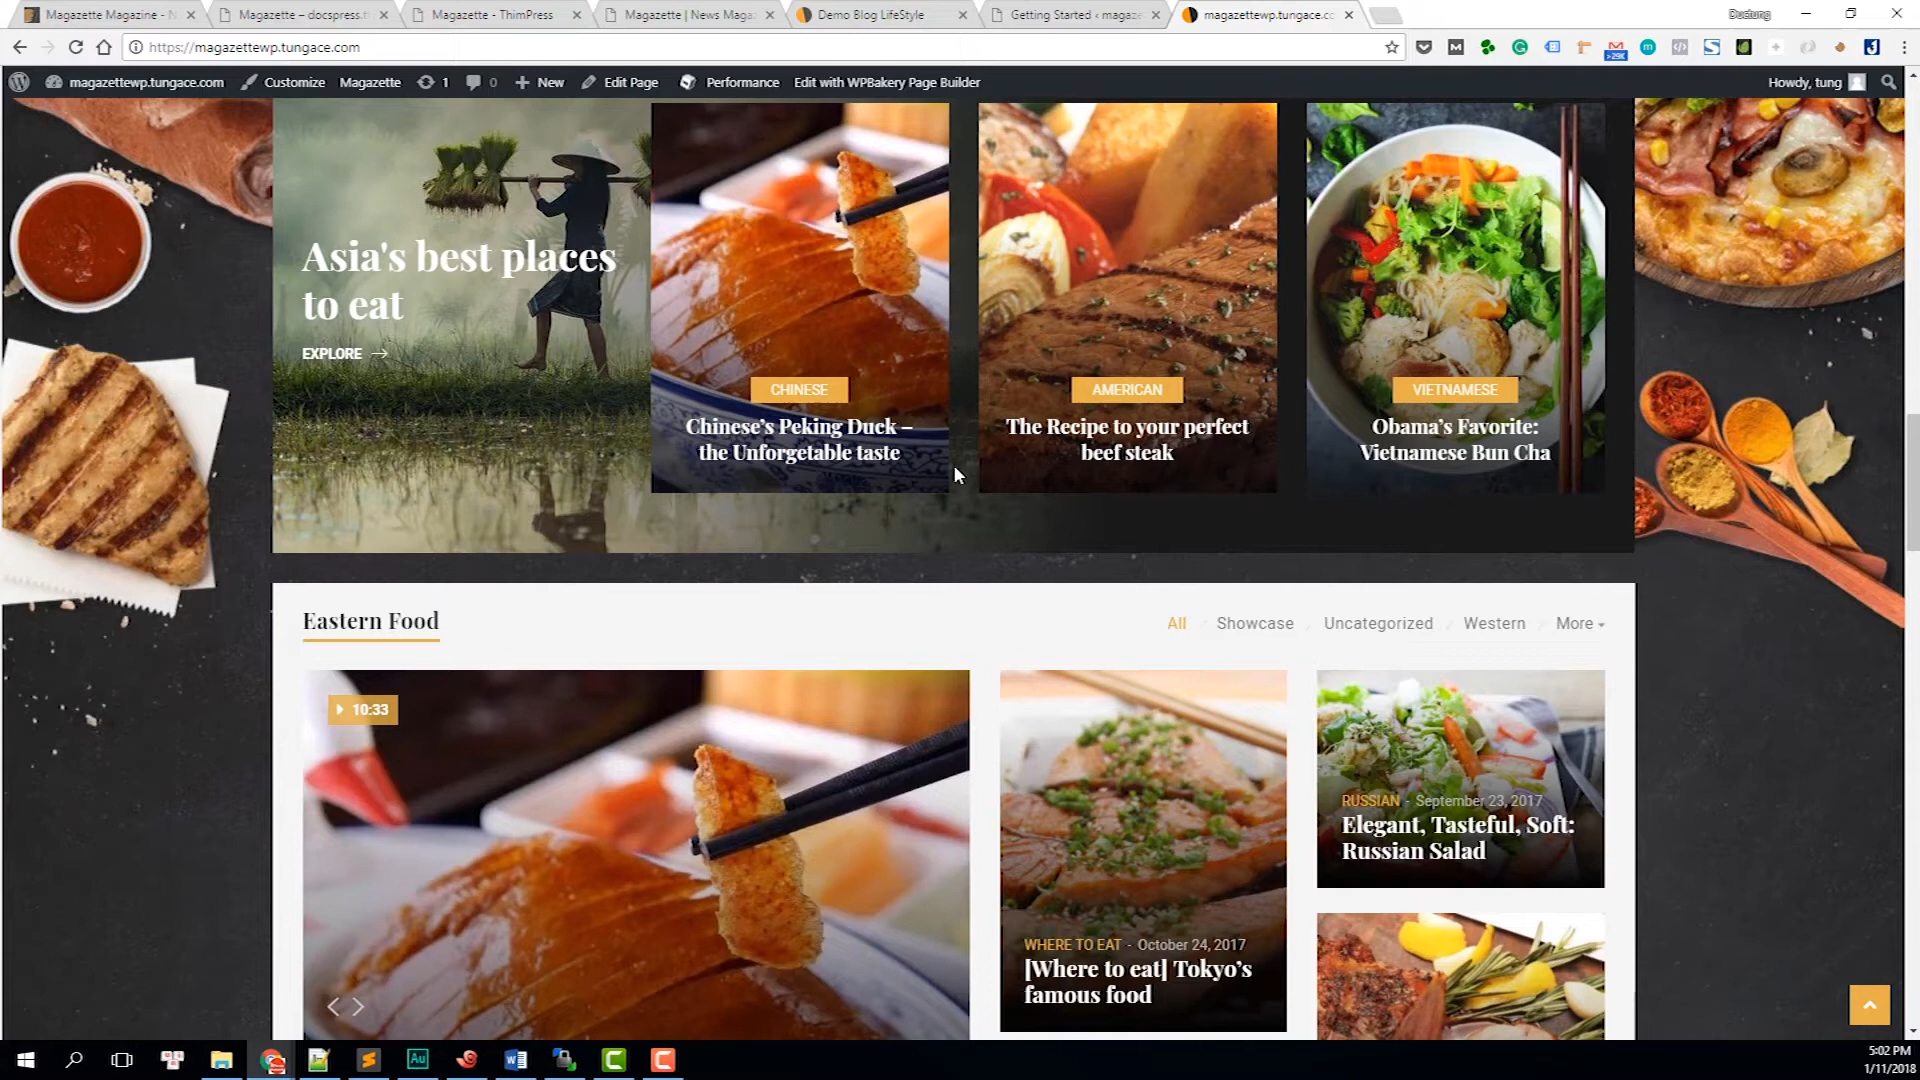 Magazette Magazine - N
Magazette – docspress.t
Magazette - ThimPress
Magazette | News Maga
Demo Blog LifeStyle
Getting Started ‹ magaze
magazettewp.tungace.cc
Dustung
https://magazettewp.tungace.com
magazettewp.tungace.com
Customize
Magazette
1
0
New
Edit Page
Performance
Edit with WPBakery Page Builder
Howdy, tung
Asia's best places
to eat
EXPLORE →
CHINESE
Chinese’s Peking Duck –
the Unforgetable taste
AMERICAN
The Recipe to your perfect
beef steak
VIETNAMESE
Obama’s Favorite:
Vietnamese Bun Cha
Eastern Food
All / Showcase / Uncategorized / Western / More
10:33
WHERE TO EAT - October 24, 2017
[Where to eat] Tokyo’s
famous food
RUSSIAN - September 23, 2017
Elegant, Tasteful, Soft:
Russian Salad
5:02 PM
1/11/2018